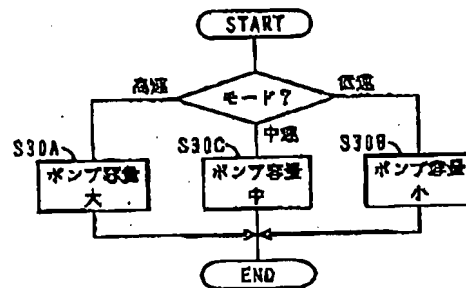 START
モード?
高速
低速
中速
S30A
S30C
S30B
ポンプ容量
大
ポンプ容量
中
ポンプ容量
小
END